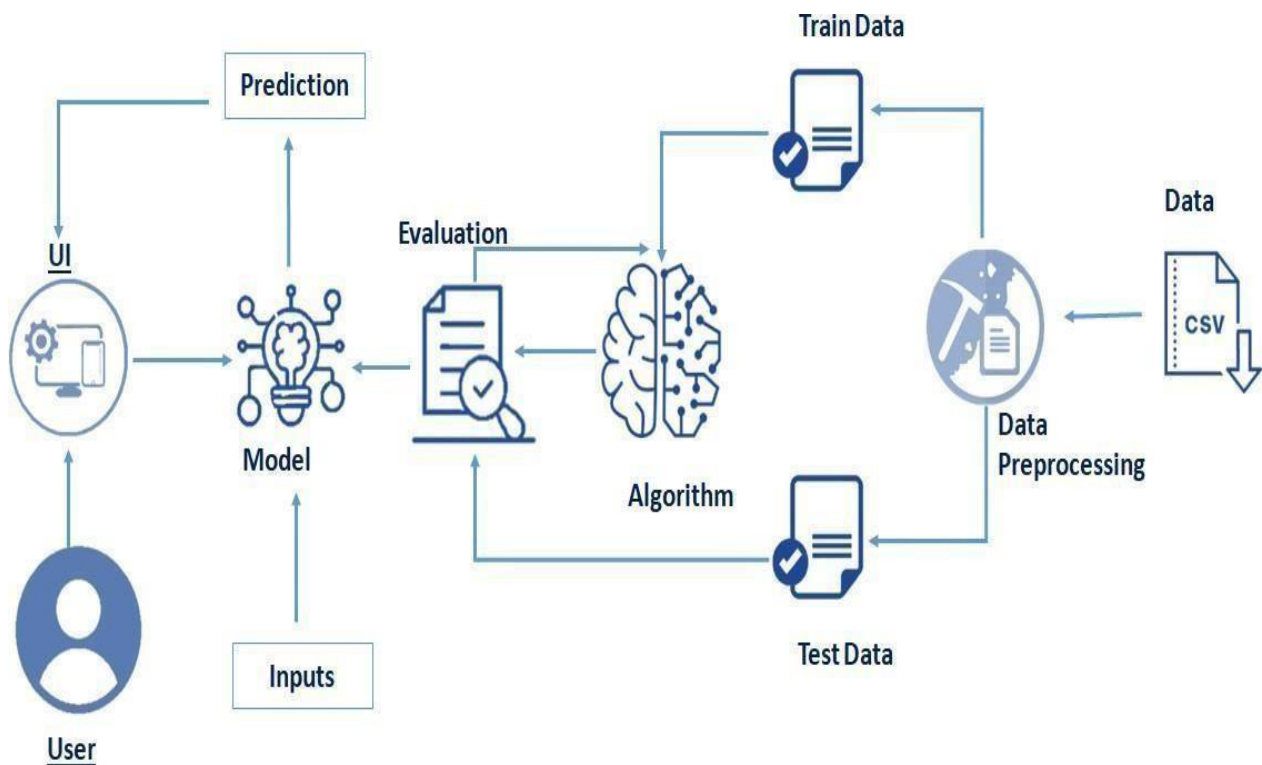 Train Data
Prediction
Data
Evaluation
UI
CSV
Data
Preprocessing
Model
Algorithm
Test Data
Inputs
User